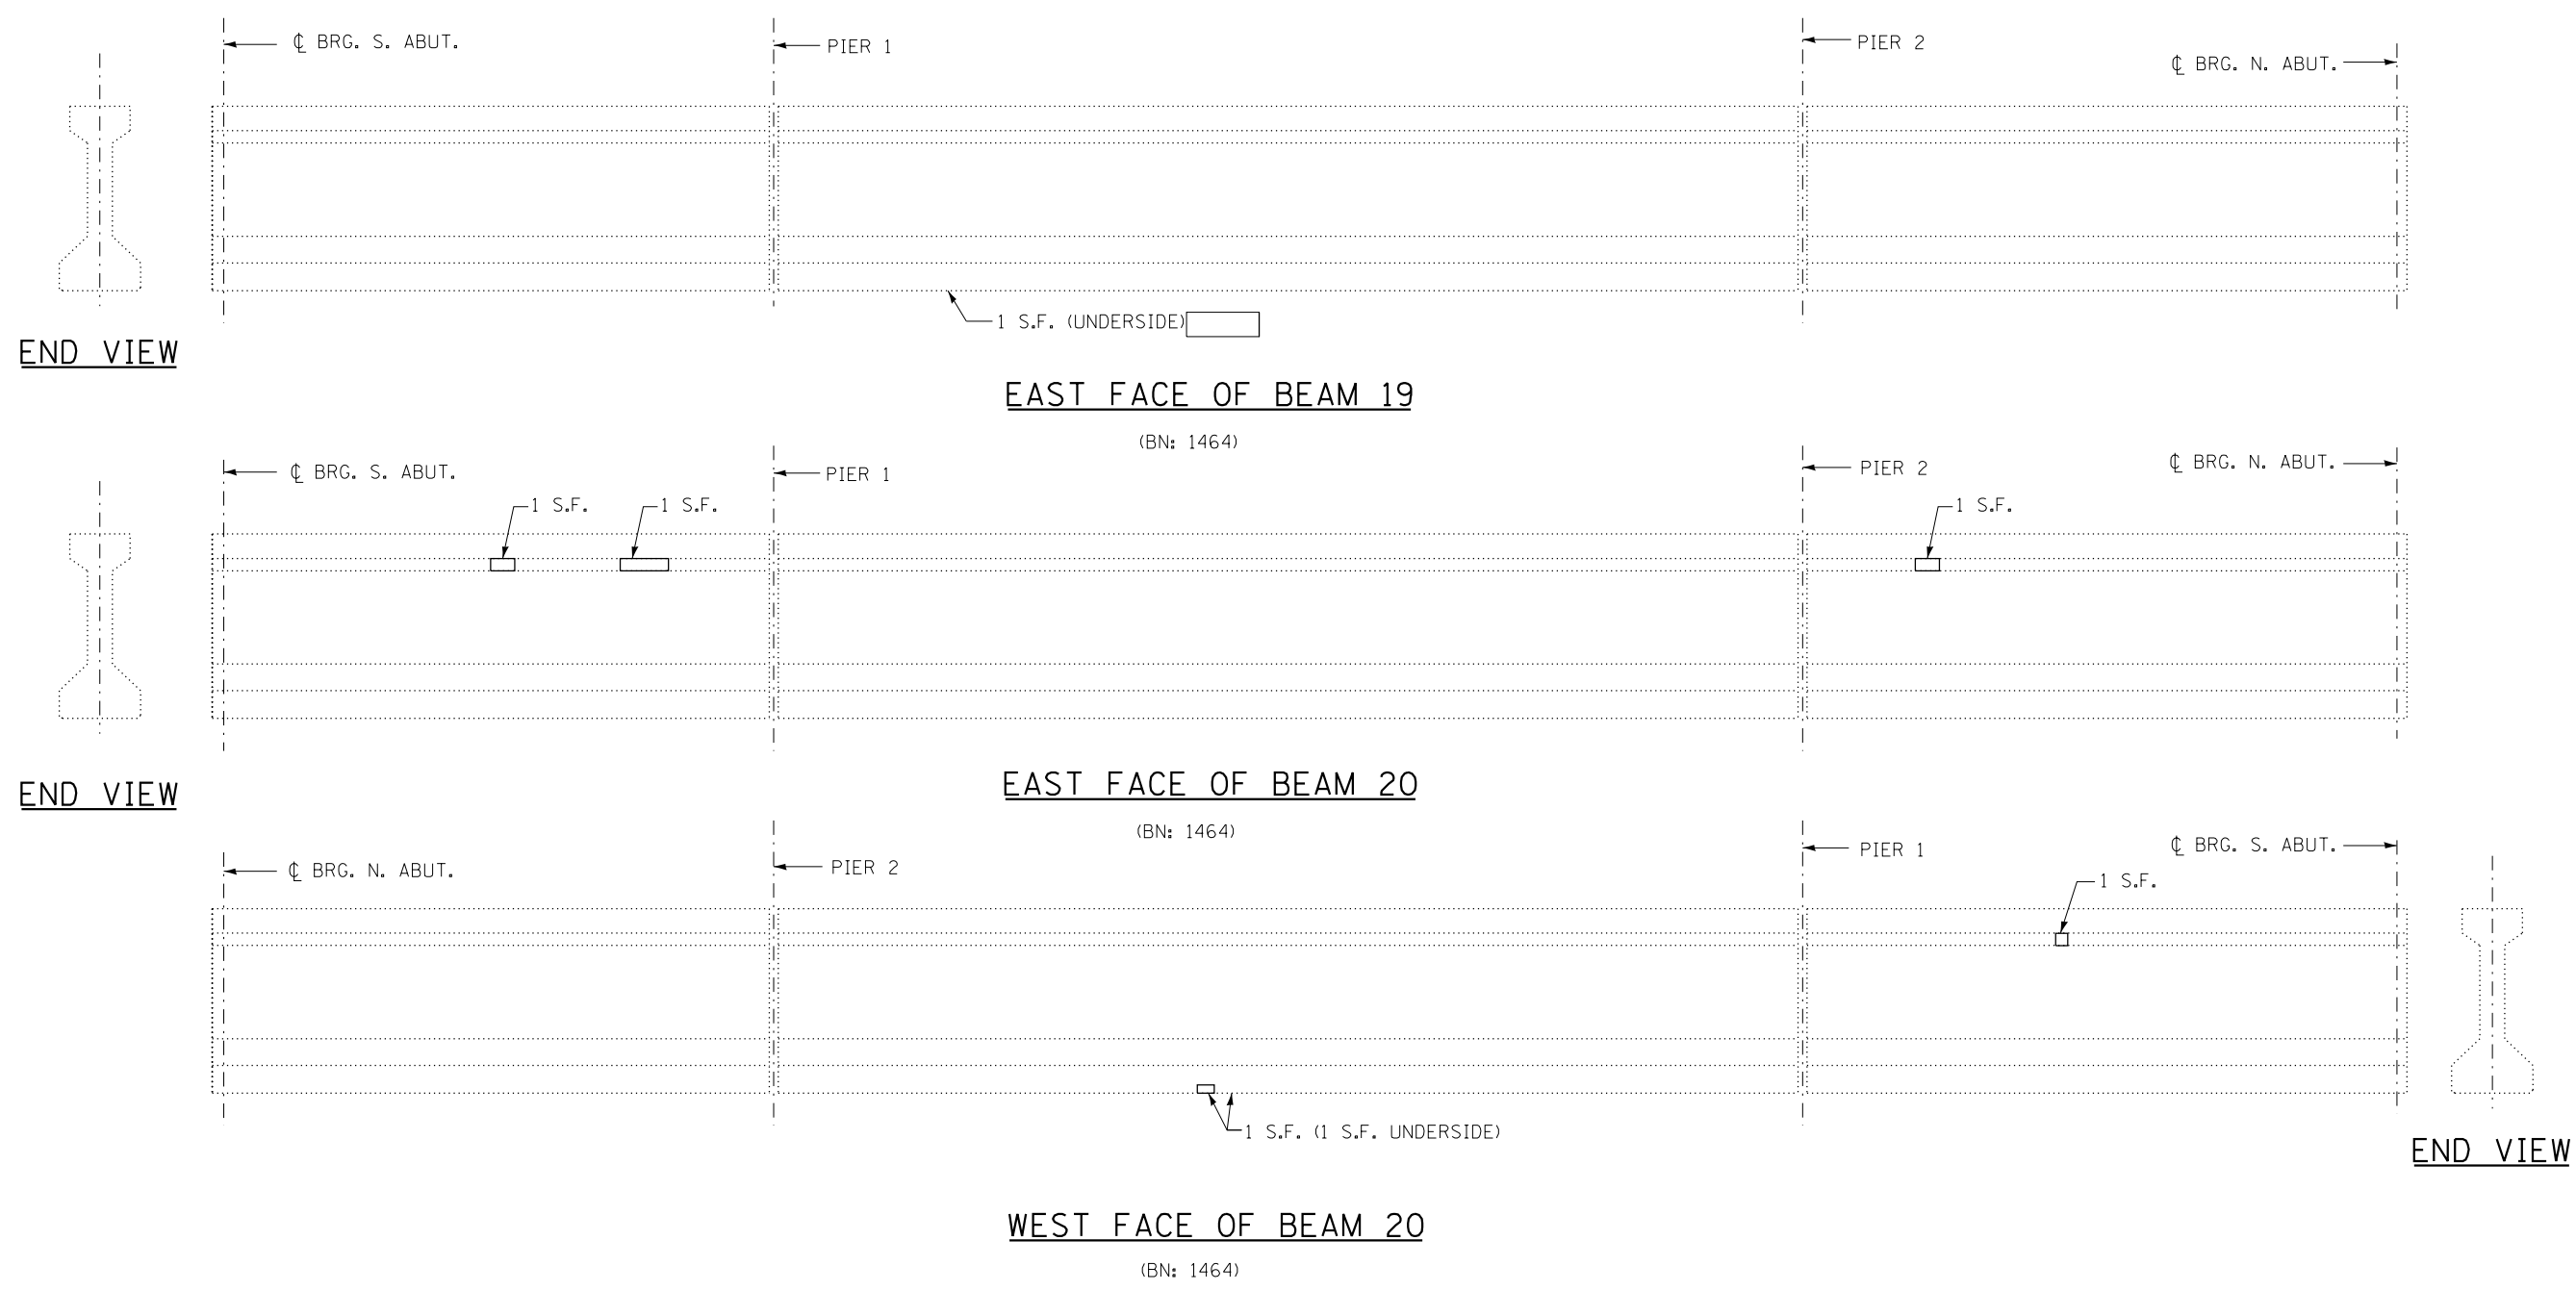 ℄ BRG. S. ABUT.
PIER 1
PIER 2
℄ BRG. N. ABUT.
1 S.F. (UNDERSIDE)
END VIEW
EAST FACE OF BEAM 19
(BN: 1464)
℄ BRG. S. ABUT.
PIER 1
PIER 2
℄ BRG. N. ABUT.
1 S.F.
1 S.F.
1 S.F.
END VIEW
EAST FACE OF BEAM 20
(BN: 1464)
℄ BRG. N. ABUT.
PIER 2
PIER 1
℄ BRG. S. ABUT.
1 S.F.
1 S.F. (1 S.F. UNDERSIDE)
END VIEW
WEST FACE OF BEAM 20
(BN: 1464)